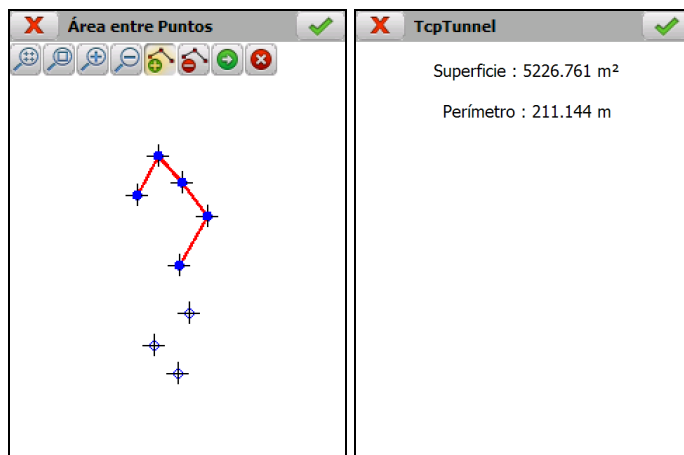 Área entre Puntos
TcpTunnel
Superficie : 5226.761 m²
Perímetro : 211.144 m